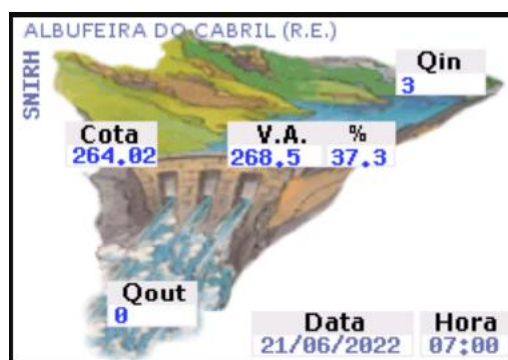 ALBUFEIRA DO CABRIL (R.E.)
SNIRH
Qin
3
Cota
264.02
V.A. %
268.5 37.3
Qout
0
Data Hora
21/06/2022 07:00